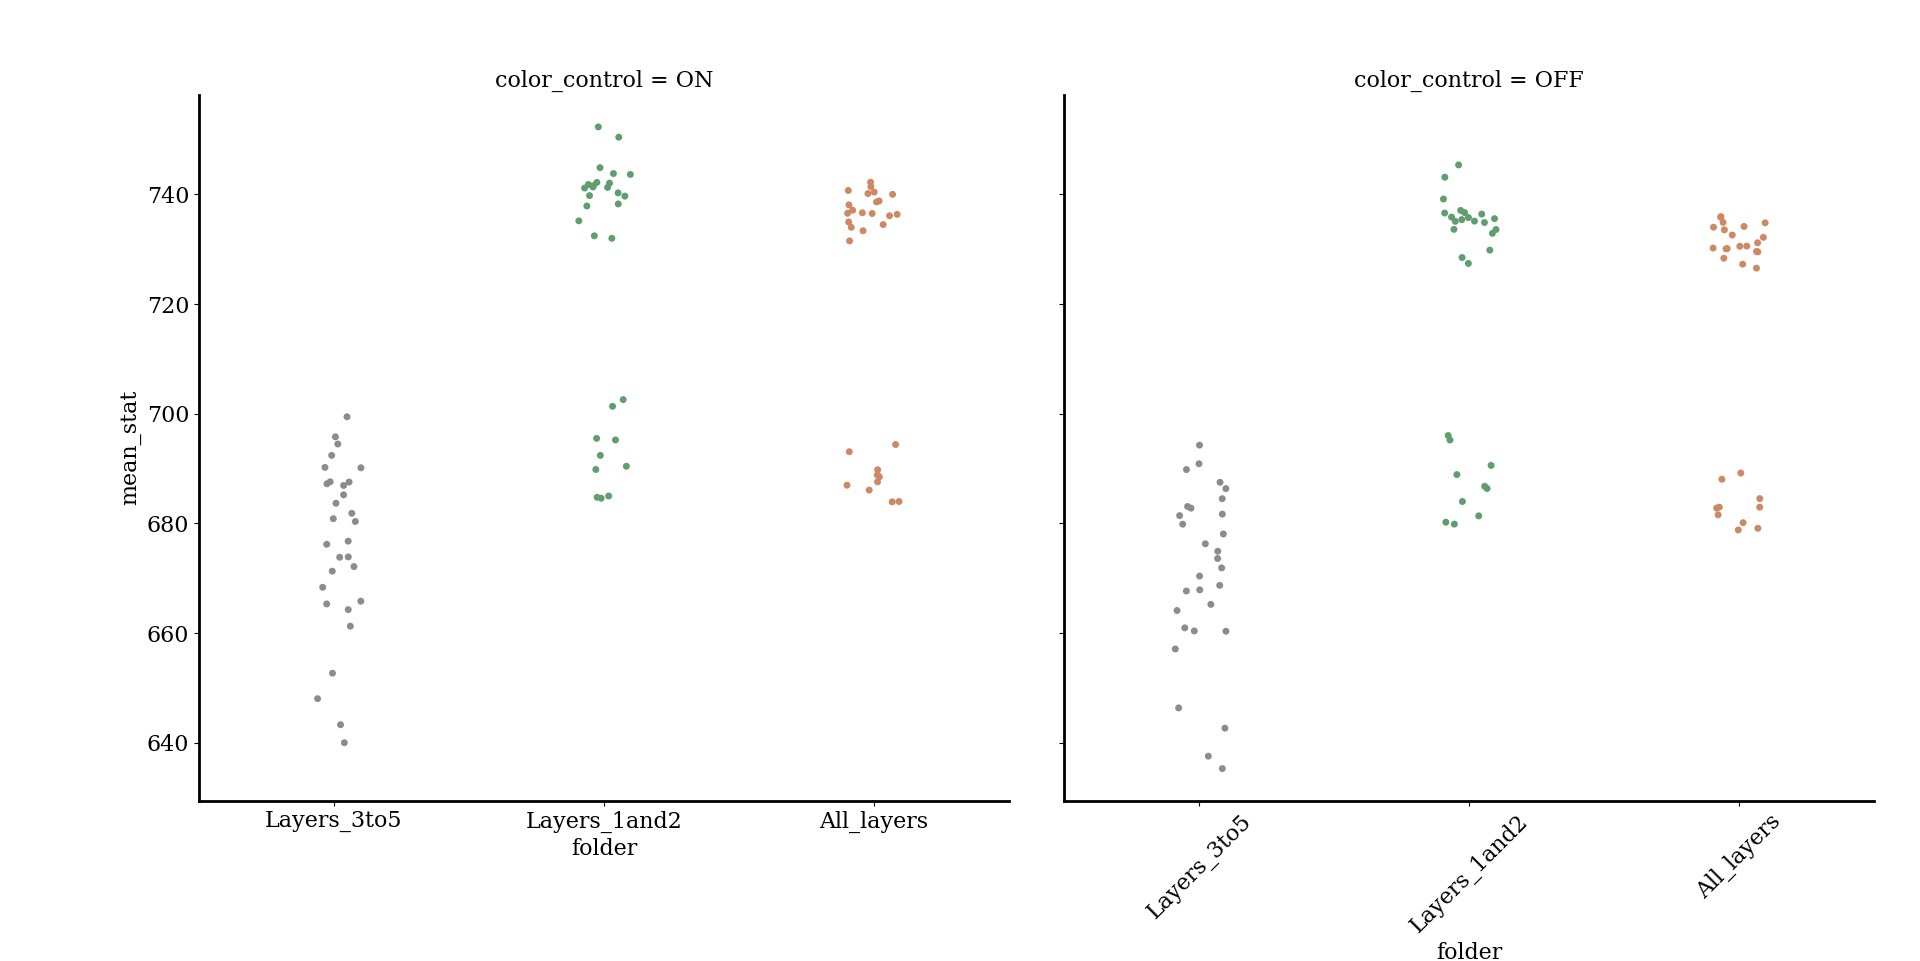 color_control = ON
color_control = OFF
mean_stat
740
720
700
680
660
640
Layers_3to5
Layers_1and2
All_layers
folder
Layers_3to5
Layers_1and2
All_layers
folder